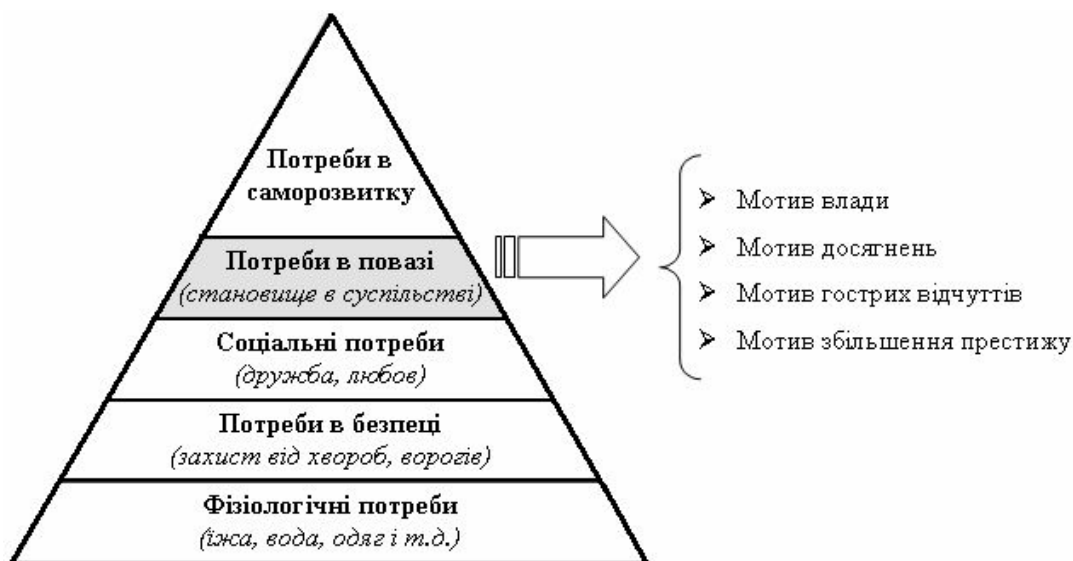 Потреби в
саморозвитку
Потреби в повазі
(становище в суспільстві)
Соціальні потреби
(дружба, любов)
Потреби в безпеці
(захист від хвороб, ворогів)
Фізіологічні потреби
(їжа, вода, одяг і т.д.)
Мотив влади
Мотив досягнень
Мотив гострих відчуттів
Мотив збільшення престижу